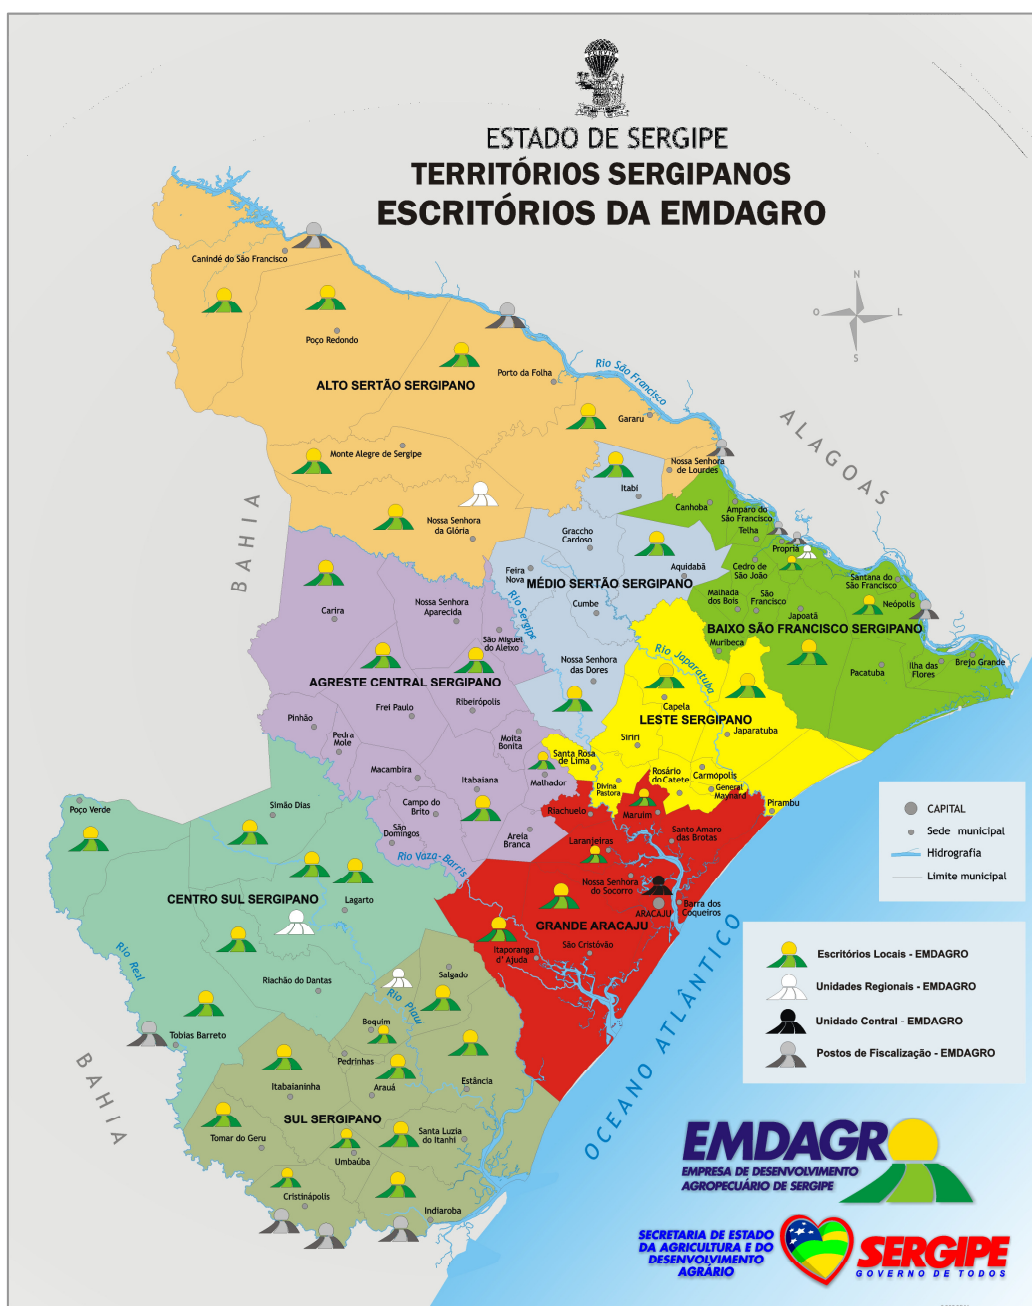 ESTADO DE SERGIPE
TERRITÓRIOS SERGIPANOS
ESCRITÓRIOS DA EMDAGRO
Canindé do São Francisco
Poço Redondo
ALTO SERTÃO SERGIPANO
Porto da Folha
Rio São Francisco
Gararu
Monte Alegre de Sergipe
Nossa Senhora
da Glória
Nossa Senhora
de Lourdes
Itabí
N
O
L
S
ALAGOAS
BAHIA
Canhoba
Amparo do
São Francisco
Telha
Propriá
Cedro de
São João
Santana do
São Francisco
Neópolis
Malhada
dos Bois
São
Francisco
Japoatã
BAIXO SÃO FRANCISCO SERGIPANO
Muribeca
Pacatuba
Ilha das
Flores
Brejo Grande
Graccho
Cardoso
Feira
Nova
Aquidabã
MÉDIO SERTÃO SERGIPANO
Cumbe
Rio Sergipe
Nossa Senhora
das Dores
Carira
Nossa Senhora
Aparecida
São Miguel
do Aleixo
AGRESTE CENTRAL SERGIPANO
Frei Paulo
Ribeirópolis
Pinhão
Pedra
Mole
Moita
Bonita
Macambira
Itabaiana
Malhador
Campo do
Brito
São
Domingos
Areia
Branca
Rio Vaza-Barris
Rio Japaratuba
Capela
LESTE SERGIPANO
Japaratuba
Siriri
Santa Rosa
de Lima
Divina
Pastora
Rosário
do Catete
Carmópolis
General
Maynard
Pirambu
Riachuelo
Maruim
Santo Amaro
das Brotas
Laranjeiras
Nossa Senhora
do Socorro
ARACAJU
Barra dos
Coqueiros
GRANDE ARACAJU
São Cristóvão
Itaporanga
d' Ajuda
Poço Verde
Simão Dias
CENTRO SUL SERGIPANO
Lagarto
Riachão do Dantas
Rio Real
Tobias Barreto
BAHIA
Salgado
Rio Piauí
Boquim
Pedrinhas
Itabaianinha
Arauá
Estância
SUL SERGIPANO
Tomar do Geru
Umbaúba
Santa Luzia
do Itanhi
Cristinápolis
Indiaroba
OCEANO ATLÂNTICO
CAPITAL
Sede municipal
Hidrografia
Limite municipal
Escritórios Locais - EMDAGRO
Unidades Regionais - EMDAGRO
Unidade Central - EMDAGRO
Postos de Fiscalização - EMDAGRO
EMDAGRO
EMPRESA DE DESENVOLVIMENTO
AGROPECUÁRIO DE SERGIPE
SECRETARIA DE ESTADO
DA AGRICULTURA E DO
DESENVOLVIMENTO
AGRÁRIO
SERGIPE
GOVERNO DE TODOS